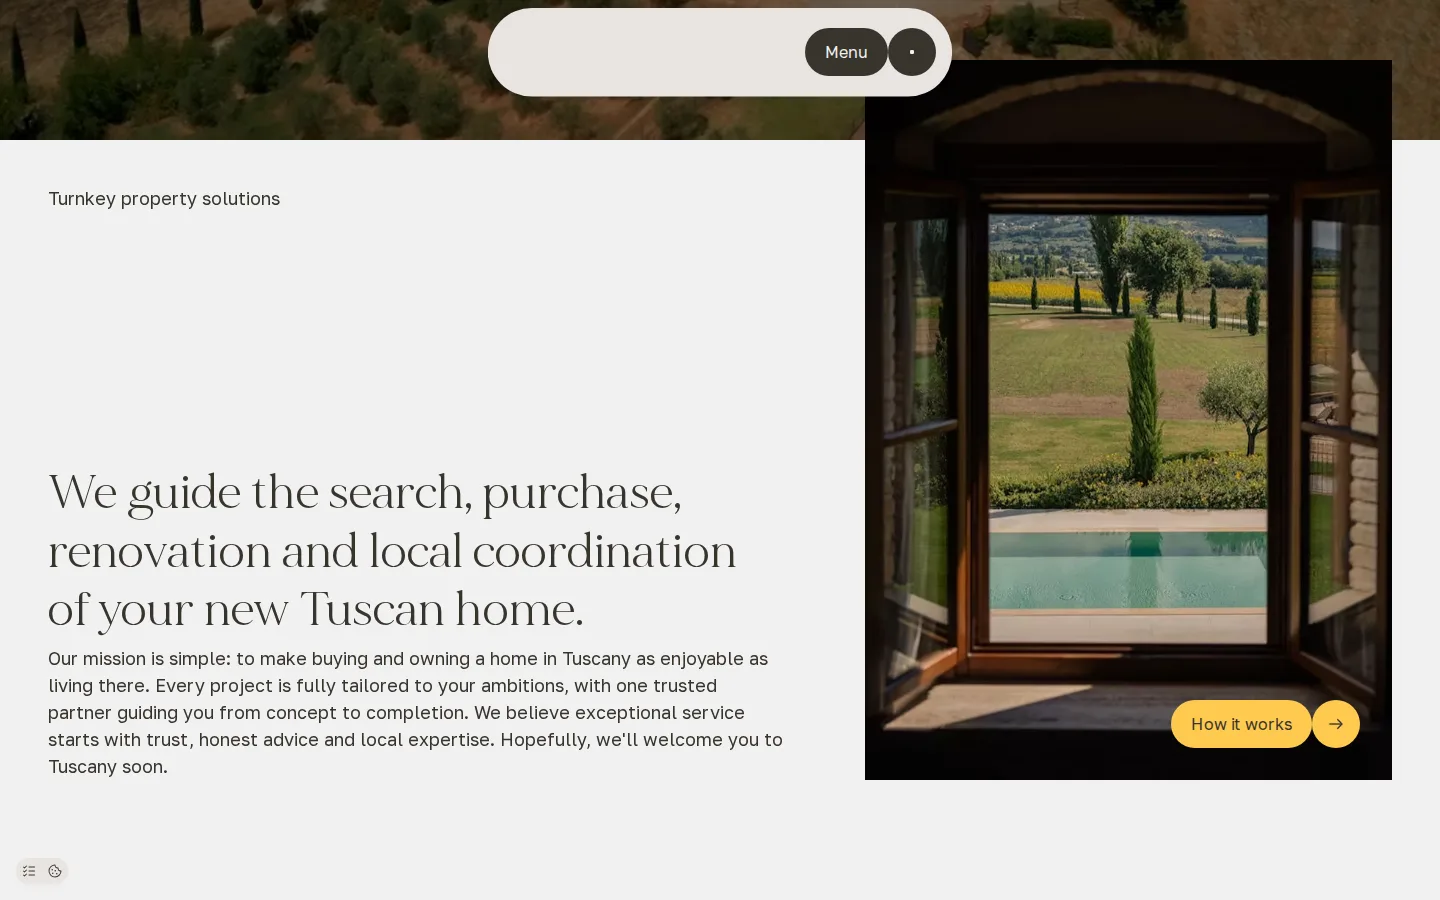 Menu
Turnkey property solutions
We guide the search, purchase,
renovation and local coordination
of your new Tuscan home.
Our mission is simple: to make buying and owning a home in Tuscany as enjoyable as
living there. Every project is fully tailored to your ambitions, with one trusted
partner guiding you from concept to completion. We believe exceptional service
starts with trust, honest advice and local expertise. Hopefully, we'll welcome you to
Tuscany soon.
How it works